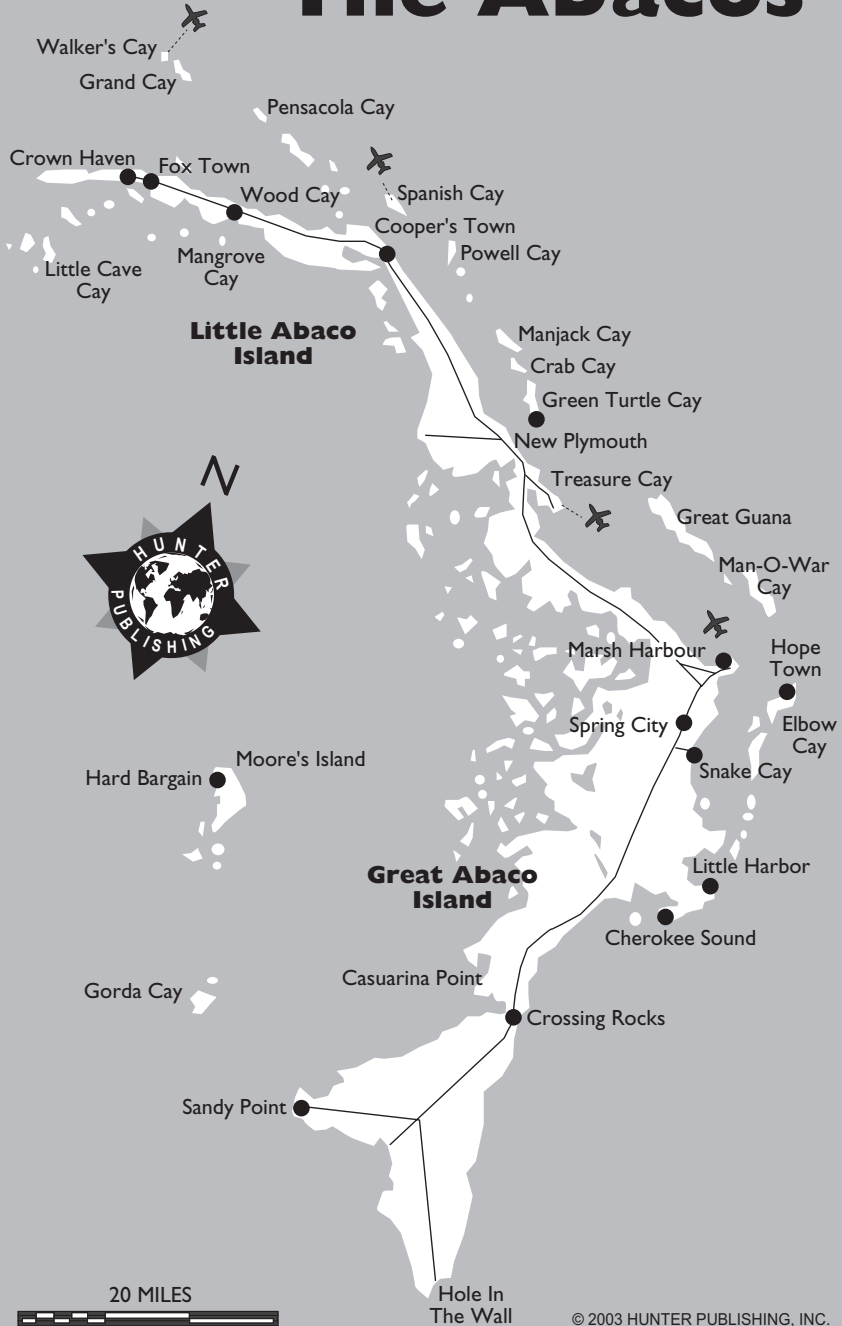 The Abacos
Walker's Cay
Grand Cay
Pensacola Cay
Crown Haven
Fox Town
Wood Cay
Spanish Cay
Cooper's Town
Powell Cay
Little Cave
Cay
Mangrove
Cay
Little Abaco
Island
Manjack Cay
Crab Cay
Green Turtle Cay
New Plymouth
Treasure Cay
N
Great Guana
Man-O-War
Cay
HUNTER
PUBLISHING
Marsh Harbour
Hope
Town
Spring City
Elbow
Cay
Snake Cay
Moore's Island
Hard Bargain
Great Abaco
Island
Little Harbor
Cherokee Sound
Casuarina Point
Gorda Cay
Crossing Rocks
Sandy Point
20 MILES
Hole In
The Wall
© 2003 HUNTER PUBLISHING, INC.